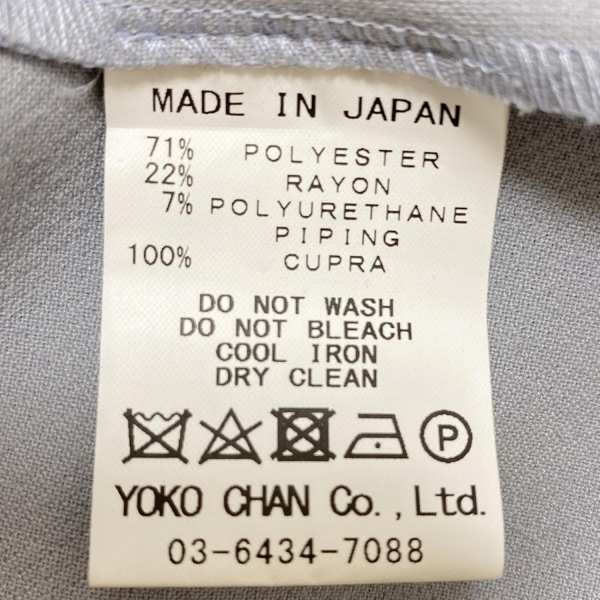 MADE IN JAPAN
71% POLYESTER
22% RAYON
7% POLYURETHANE
PIPING
100% CUPRA
DO NOT WASH
DO NOT BLEACH
COOL IRON
DRY CLEAN
P
YOKO CHAN Co.,Ltd.
03-6434-7088